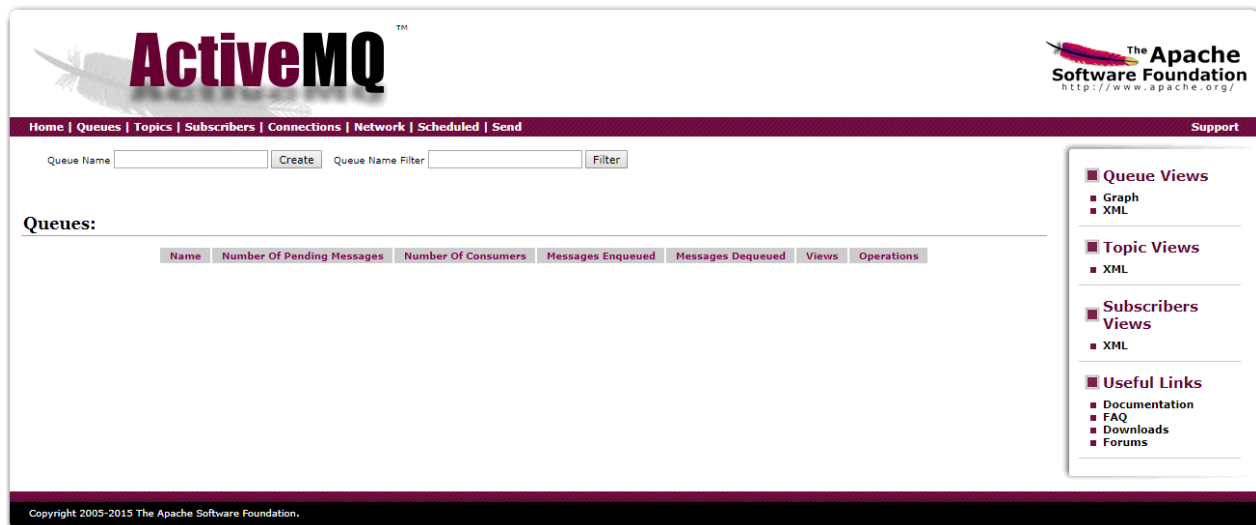 ActiveMQ™
The Apache
Software Foundation
http://www.apache.org/
Home | Queues | Topics | Subscribers | Connections | Network | Scheduled | Send
Support
Queue Name Create Queue Name Filter Filter
Queues:
Name Number Of Pending Messages Number Of Consumers Messages Enqueued Messages Dequeued Views Operations
Queue Views
Graph
XML
Topic Views
XML
Subscribers
Views
XML
Useful Links
Documentation
FAQ
Downloads
Forums
Copyright 2005-2015 The Apache Software Foundation.